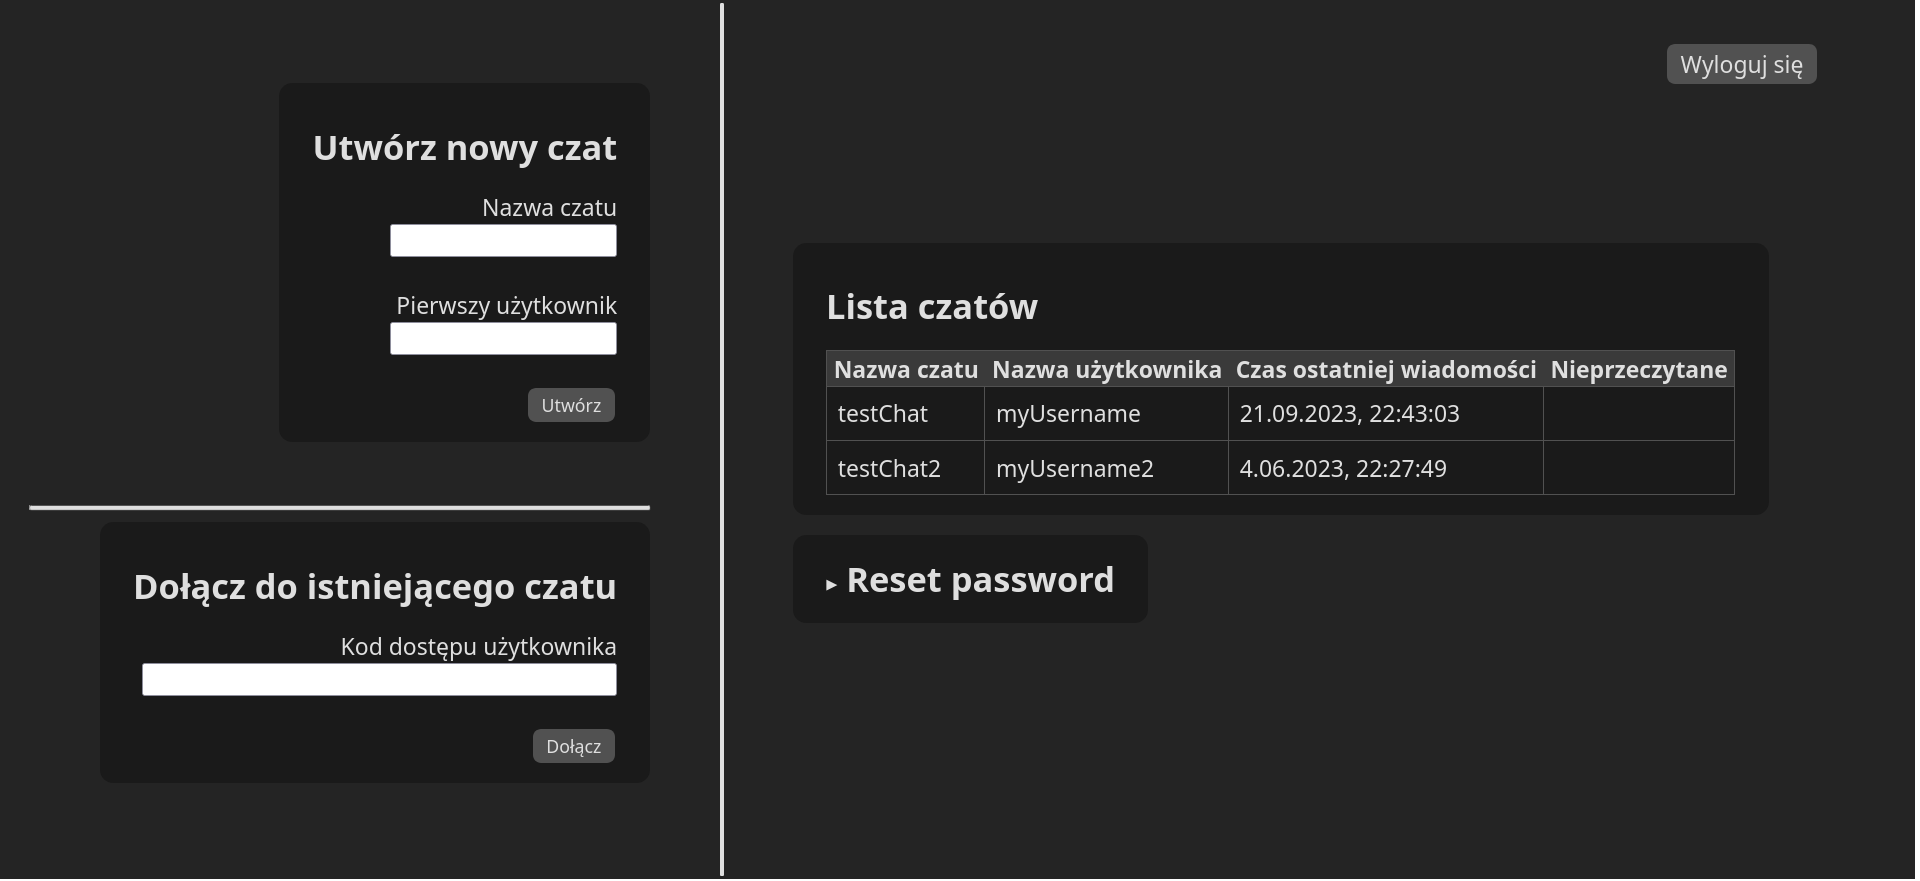 Wyloguj się
Utwórz nowy czat
Nazwa czatu
Pierwszy użytkownik
Utwórz
Dołącz do istniejącego czatu
Kod dostępu użytkownika
Dołącz
Lista czatów
Nazwa czatu Nazwa użytkownika Czas ostatniej wiadomości Nieprzeczytane
testChat myUsername 21.09.2023, 22:43:03
testChat2 myUsername2 4.06.2023, 22:27:49
Reset password